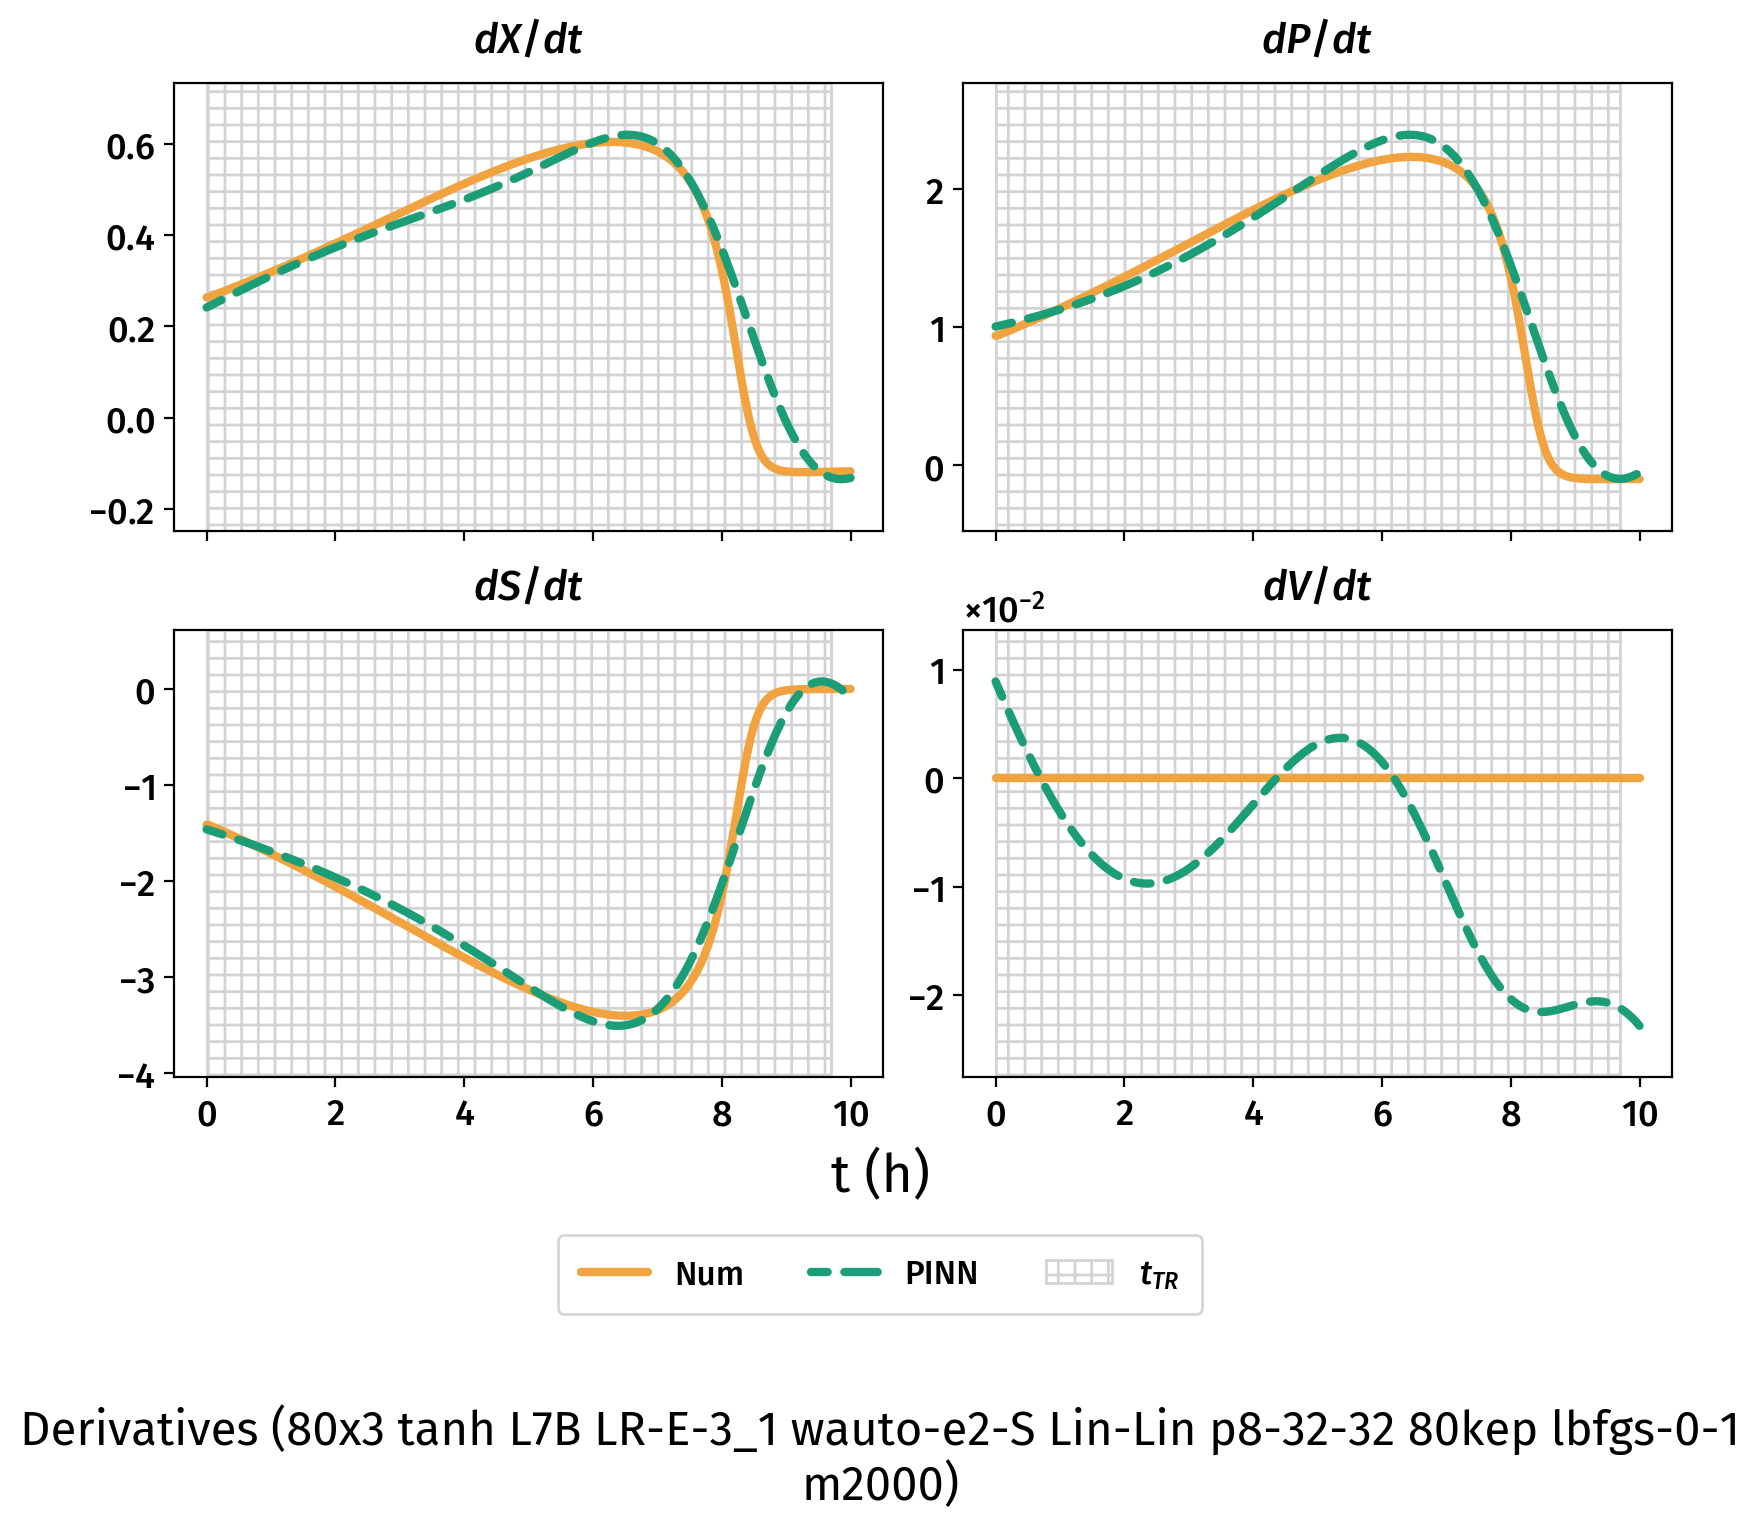 dX/dt
dP/dt
0.6
0.4
0.2
0.0
−0.2
2
1
0
dS/dt
dV/dt
×10⁻²
0
−1
−2
−3
−4
1
0
−1
−2
0 2 4 6 8 10
0 2 4 6 8 10
t (h)
Num PINN t_TR
Derivatives (80x3 tanh L7B LR-E-3_1 wauto-e2-S Lin-Lin p8-32-32 80kep lbfgs-0-1
m2000)